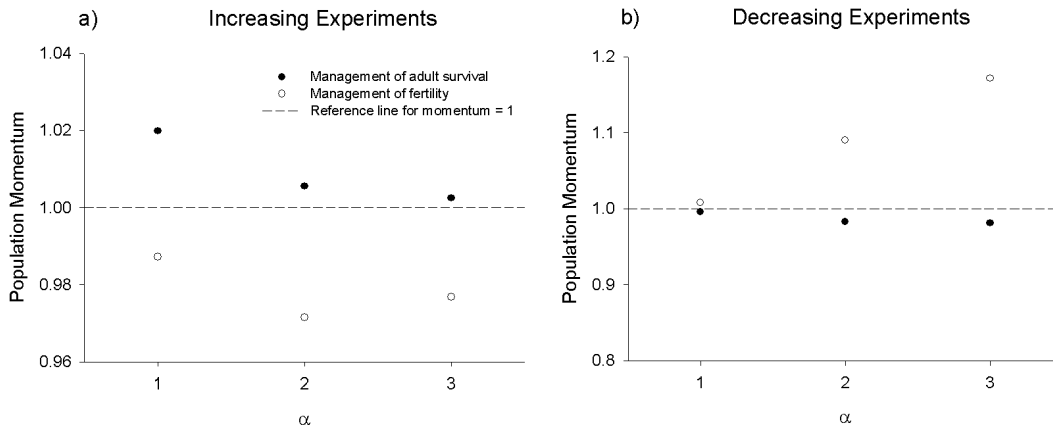 a) Increasing Experiments
1.04
1.02
1.00
0.98
0.96
Population Momentum
Management of adult survival
Management of fertility
Reference line for momentum = 1
1 2 3
α
b) Decreasing Experiments
1.2
1.1
1.0
0.9
0.8
Population Momentum
1 2 3
α